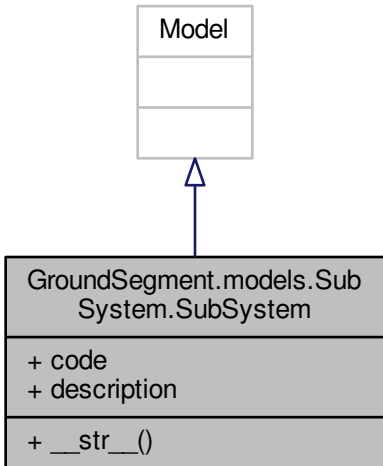 Model
GroundSegment.models.Sub
System.SubSystem
+ code
+ description
+ __str__()